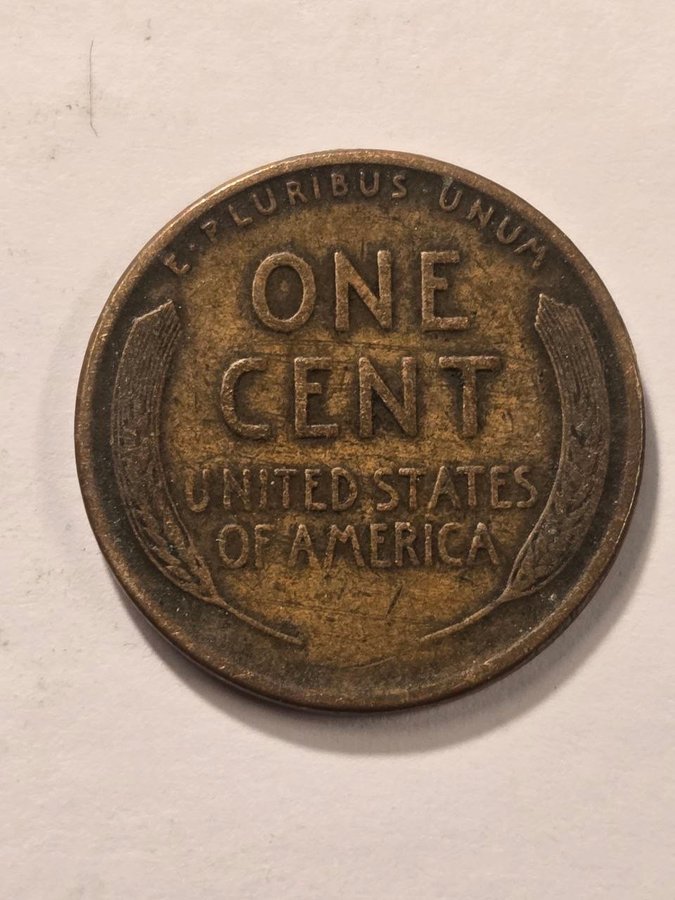 E · PLURIBUS · UNUM
ONE
CENT
UNITED STATES
OF AMERICA